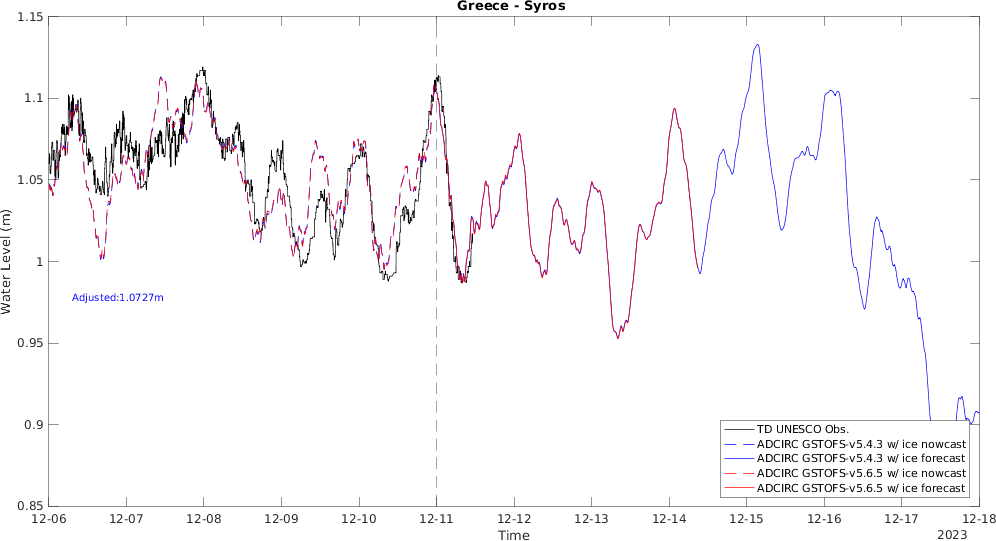 Greece - Syros
1.15
1.1
1.05
1
0.95
0.9
0.85
Water Level (m)
Adjusted:1.0727m
TD UNESCO Obs.
ADCIRC GSTOFS-v5.4.3 w/ ice nowcast
ADCIRC GSTOFS-v5.4.3 w/ ice forecast
ADCIRC GSTOFS-v5.6.5 w/ ice nowcast
ADCIRC GSTOFS-v5.6.5 w/ ice forecast
12-06 12-07 12-08 12-09 12-10 12-11 12-12 12-13 12-14 12-15 12-16 12-17 12-18
Time
2023